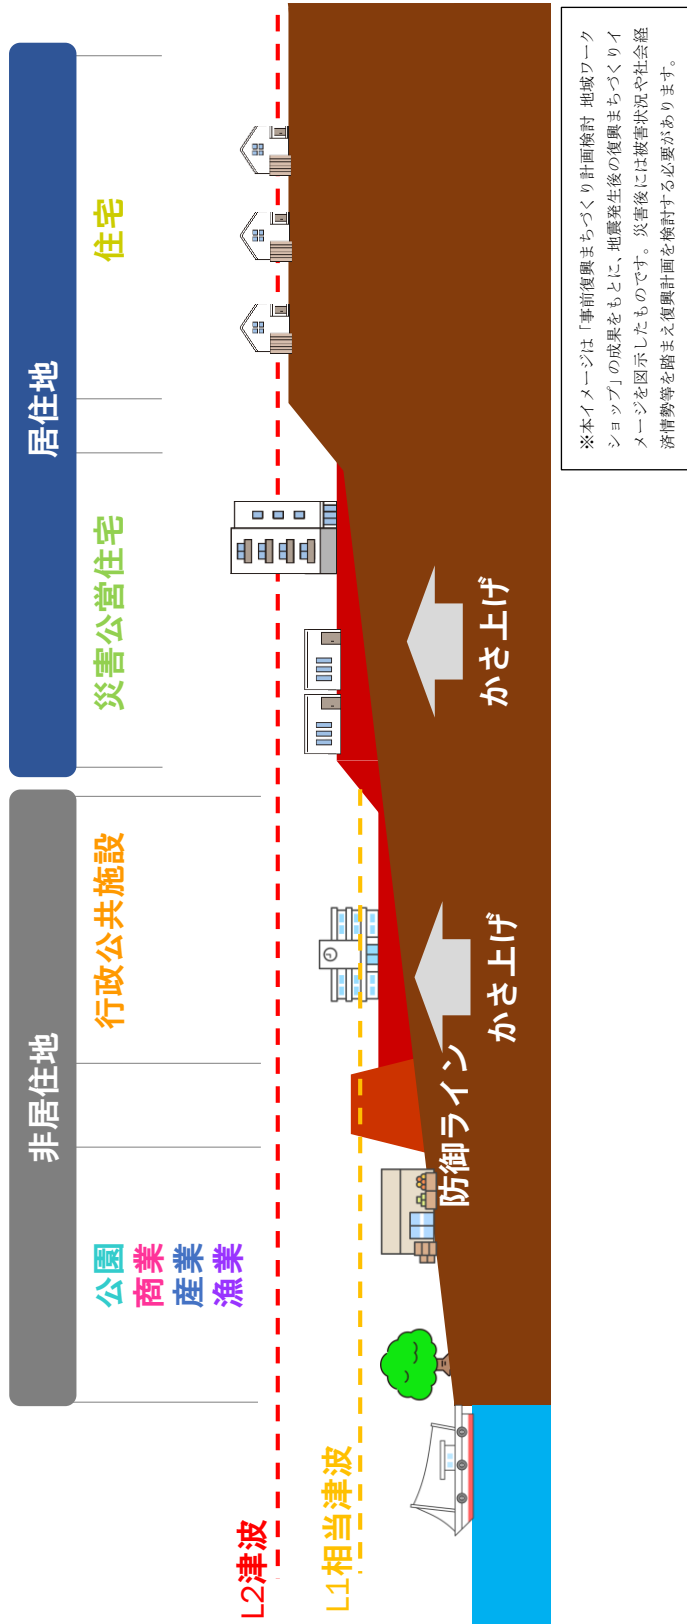 非居住地
居住地
公園
商業
産業
漁業
行政公共施設
災害公営住宅
住宅
L2津波
L1相当津波
防御ライン
かさ上げ
かさ上げ
※本イメージは「事前復興まちづくり計画検討 地域ワーク
ショップ」の成果をもとに、地震発生後の復興まちづくりイ
メージを図示したものです。災害後には被害状況や社会経
済情勢等を踏まえ復興計画を検討する必要があります。